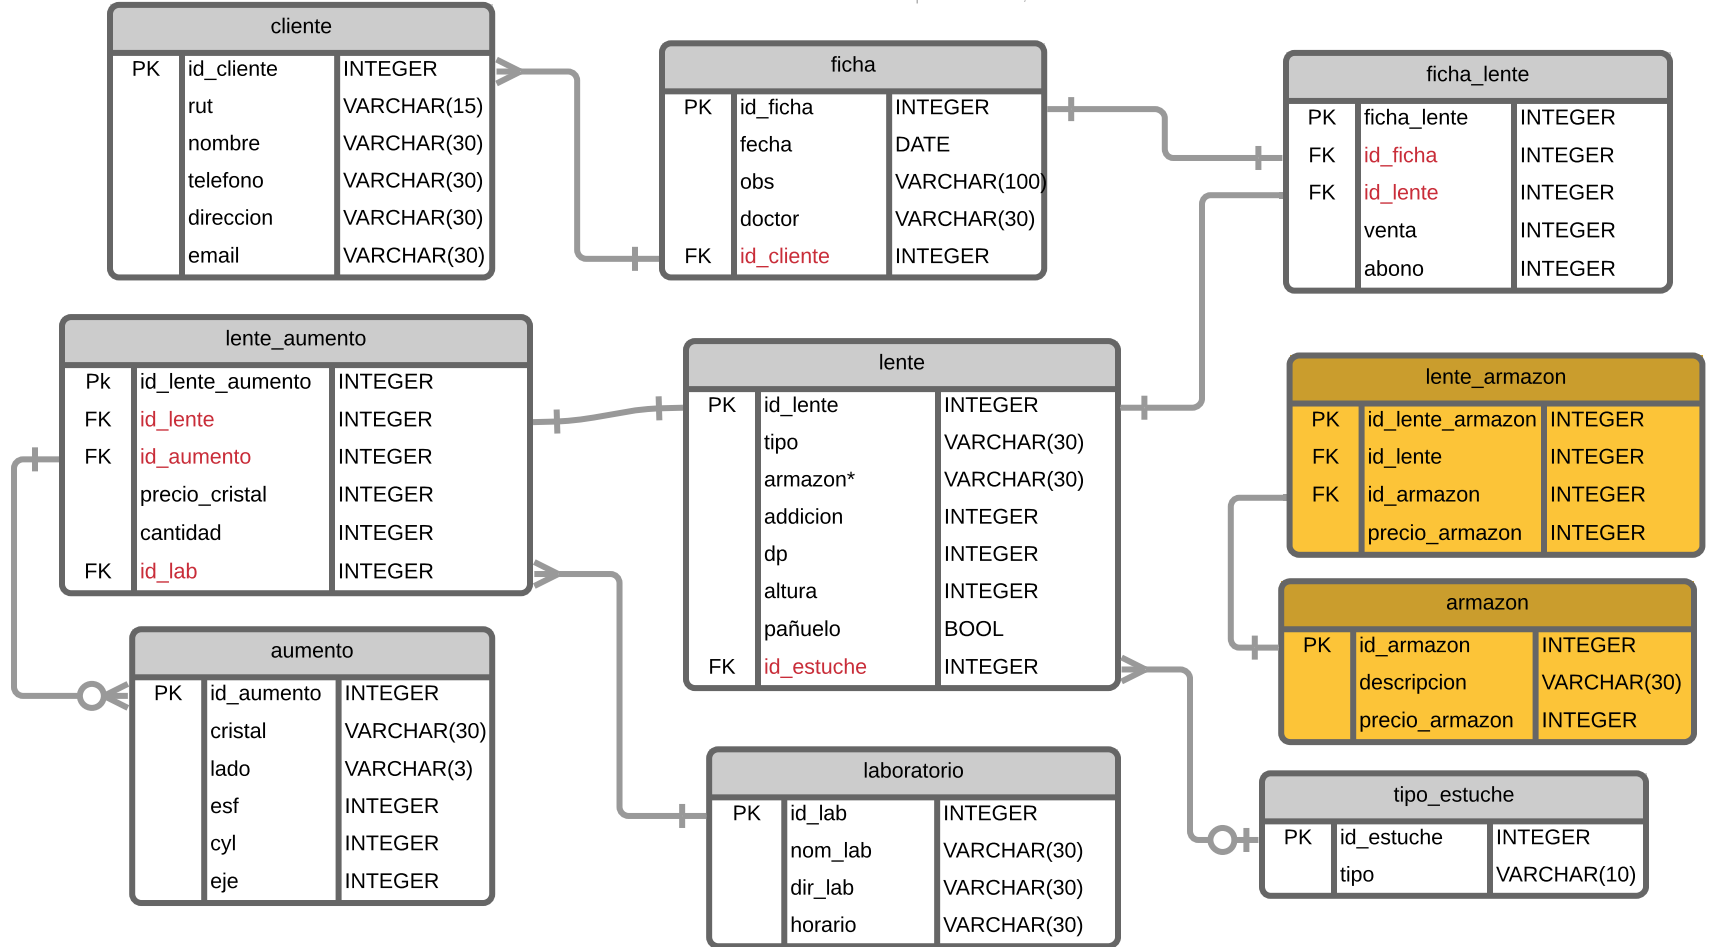 cliente
PK id_cliente INTEGER
rut VARCHAR(15)
nombre VARCHAR(30)
telefono VARCHAR(30)
direccion VARCHAR(30)
email VARCHAR(30)
ficha
PK id_ficha INTEGER
fecha DATE
obs VARCHAR(100)
doctor VARCHAR(30)
FK id_cliente INTEGER
ficha_lente
PK ficha_lente INTEGER
FK id_ficha INTEGER
FK id_lente INTEGER
venta INTEGER
abono INTEGER
lente_aumento
Pk id_lente_aumento INTEGER
FK id_lente INTEGER
FK id_aumento INTEGER
precio_cristal INTEGER
cantidad INTEGER
FK id_lab INTEGER
lente
PK id_lente INTEGER
tipo VARCHAR(30)
armazon* VARCHAR(30)
addicion INTEGER
dp INTEGER
altura INTEGER
pañuelo BOOL
FK id_estuche INTEGER
lente_armazon
PK id_lente_armazon INTEGER
FK id_lente INTEGER
FK id_armazon INTEGER
precio_armazon INTEGER
armazon
PK id_armazon INTEGER
descripcion VARCHAR(30)
precio_armazon INTEGER
aumento
PK id_aumento INTEGER
cristal VARCHAR(30)
lado VARCHAR(3)
esf INTEGER
cyl INTEGER
eje INTEGER
laboratorio
PK id_lab INTEGER
nom_lab VARCHAR(30)
dir_lab VARCHAR(30)
horario VARCHAR(30)
tipo_estuche
PK id_estuche INTEGER
tipo VARCHAR(10)